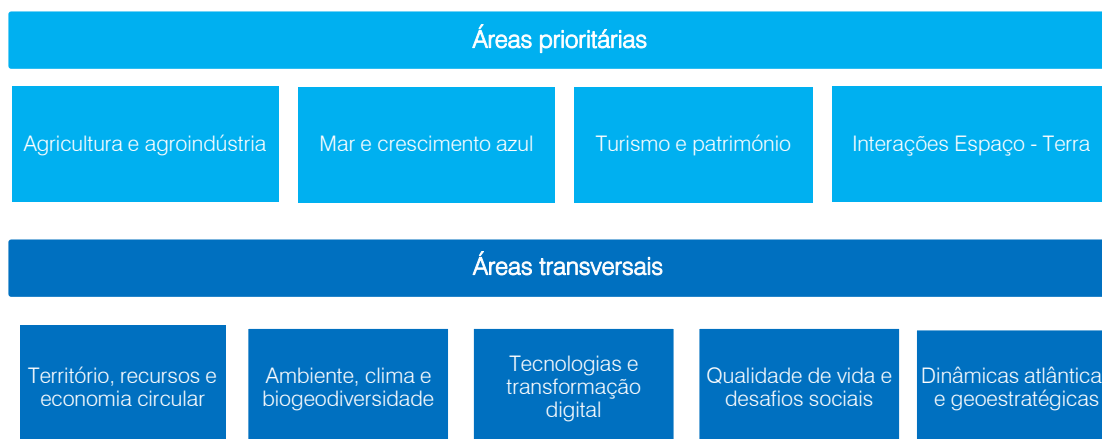 Áreas prioritárias
Agricultura e agroindústria
Mar e crescimento azul
Turismo e património
Interações Espaço - Terra
Áreas transversais
Território, recursos e
economia circular
Ambiente, clima e
biogeodiversidade
Tecnologias e
transformação
digital
Qualidade de vida e
desafios sociais
Dinâmicas atlântica
e geoestratégicas